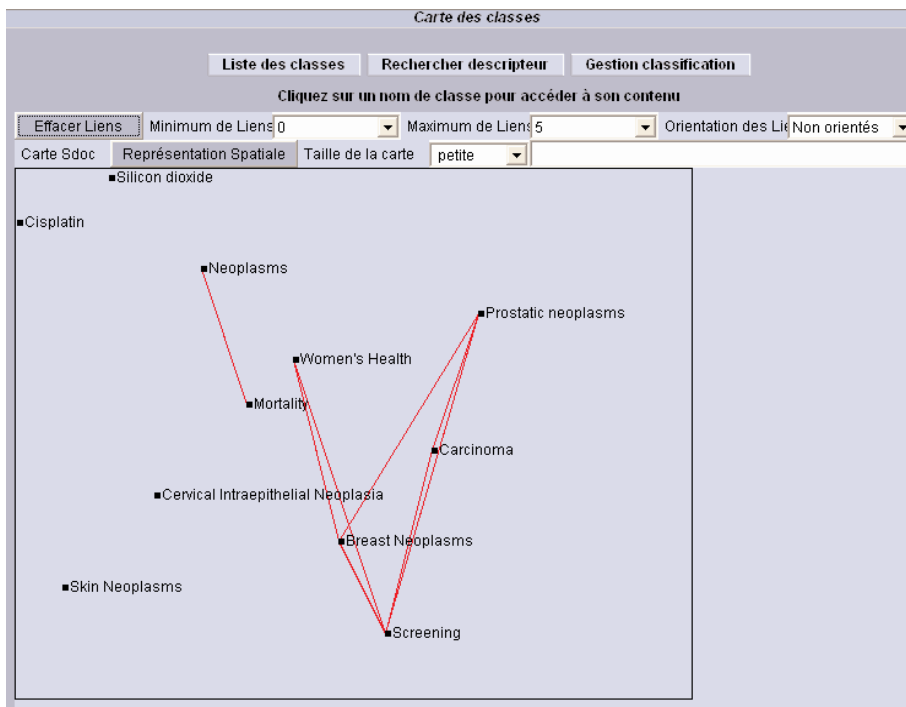 Carte des classes
Liste des classes Rechercher descripteur Gestion classification
Cliquez sur un nom de classe pour accéder à son contenu
Effacer Liens Minimum de Liens 0 Maximum de Liens 5 Orientation des Lie Non orientés
Carte Sdoc Représentation Spatiale Taille de la carte petite
Silicon dioxide
Cisplatin
Neoplasms
Prostatic neoplasms
Women's Health
Mortality
Carcinoma
Cervical Intraepithelial Neoplasia
Breast Neoplasms
Skin Neoplasms
Screening